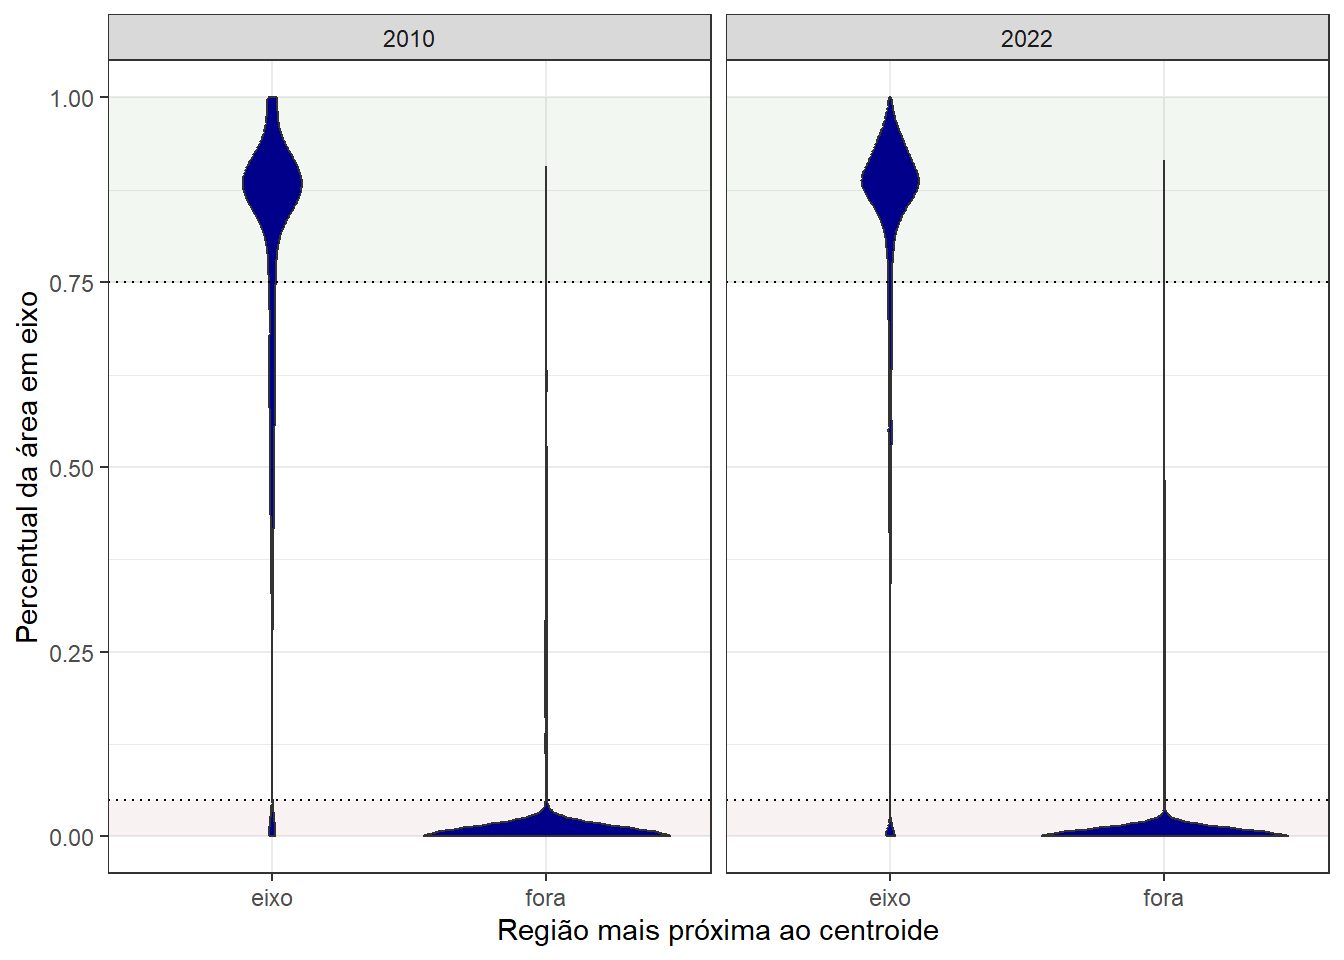 2010
2022
Percentual da área em eixo
1.00
0.75
0.50
0.25
0.00
eixo
fora
eixo
fora
Região mais próxima ao centroide